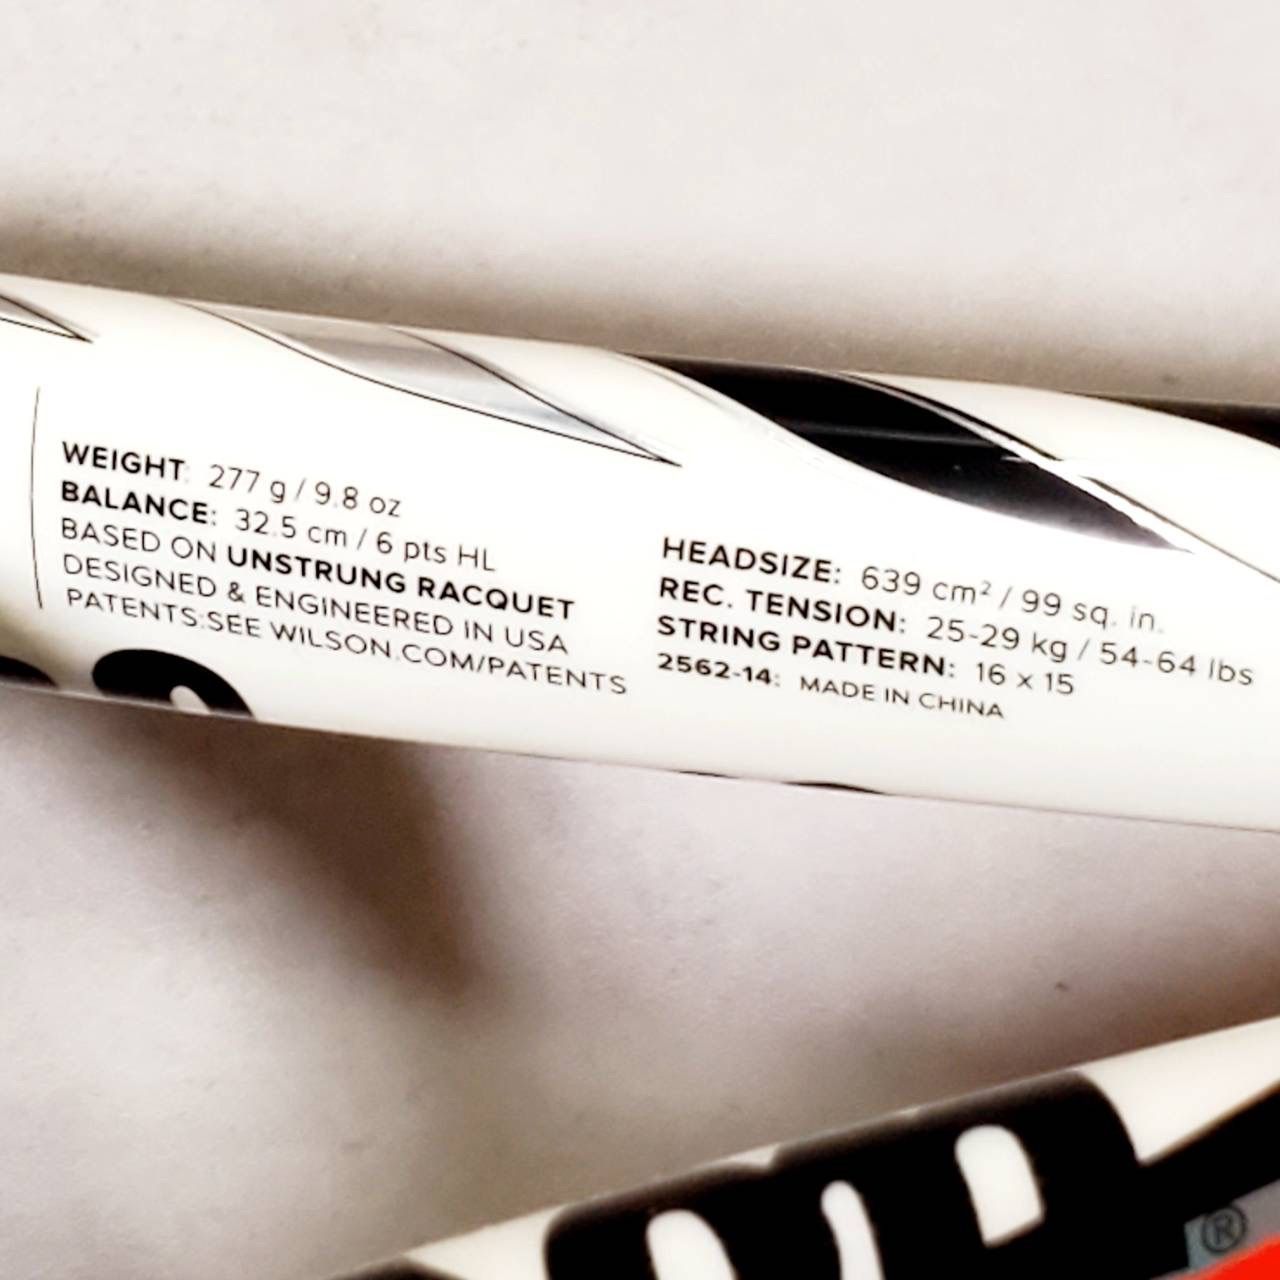 WEIGHT: 277 g / 9.8 oz
BALANCE: 32.5 cm / 6 pts HL
BASED ON UNSTRUNG RACQUET
DESIGNED & ENGINEERED IN USA
PATENTS:SEE WILSON.COM/PATENTS
HEADSIZE: 639 cm² / 99 sq. in.
REC. TENSION: 25-29 kg / 54-64 lbs
STRING PATTERN: 16 x 15
2562-14: MADE IN CHINA
®